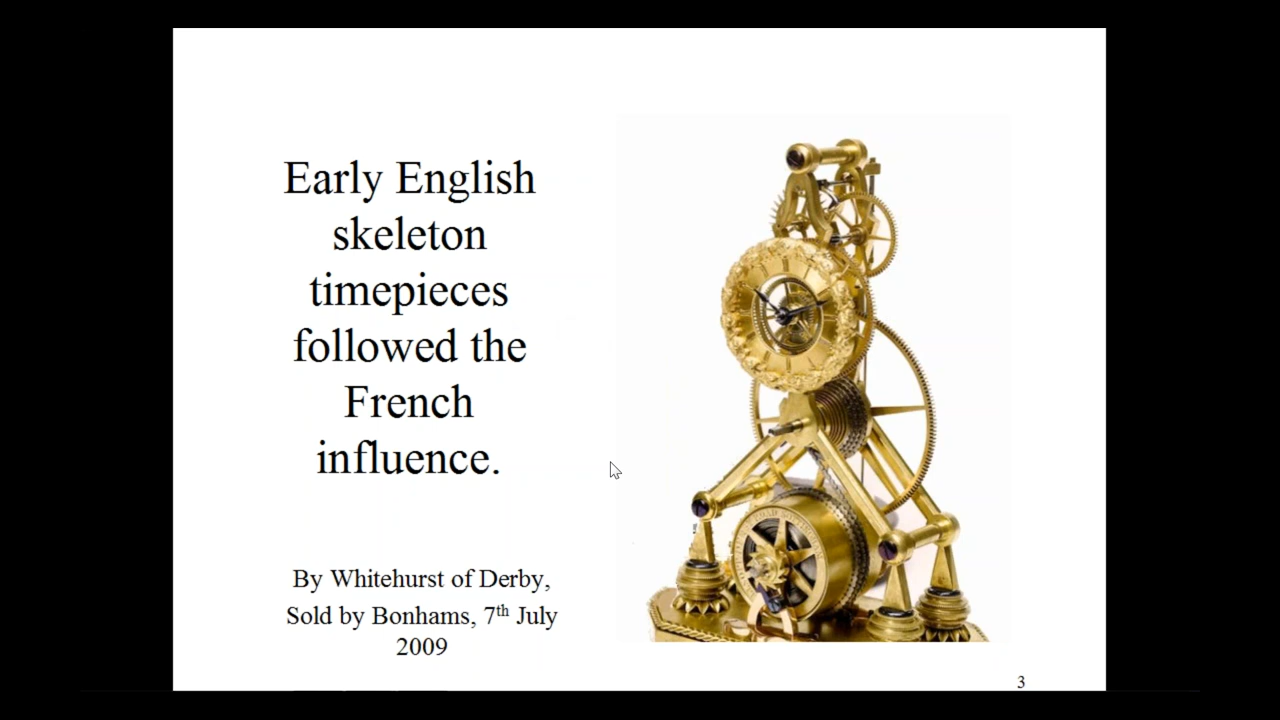 Early English
skeleton
timepieces
followed the
French
influence.
By Whitehurst of Derby,
Sold by Bonhams, 7th July
2009
3